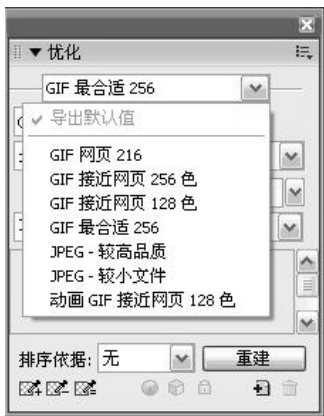 优化
GIF 最合适 256
导出默认值
GIF 网页 216
GIF 接近网页 256 色
GIF 接近网页 128 色
GIF 最合适 256
JPEG - 较高品质
JPEG - 较小文件
动画 GIF 接近网页 128 色
排序依据: 无
重建